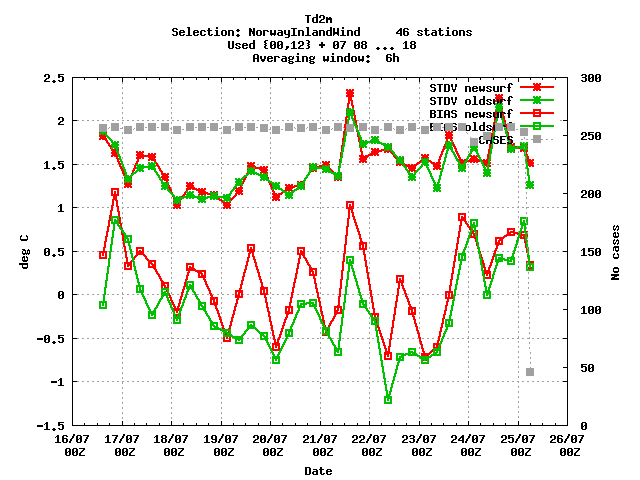 Td2m
Selection: NorwayInlandWind 46 stations
Used {00,12} + 07 08 ... 18
Averaging window: 6h
STDV newsurf
STDV oldsurf
BIAS newsurf
BIAS oldsurf
CASES
2.5
2
1.5
1
0.5
0
-0.5
-1
-1.5
deg C
300
250
200
150
100
50
0
No cases
16/07 17/07 18/07 19/07 20/07 21/07 22/07 23/07 24/07 25/07 26/07
00Z 00Z 00Z 00Z 00Z 00Z 00Z 00Z 00Z 00Z 00Z
Date